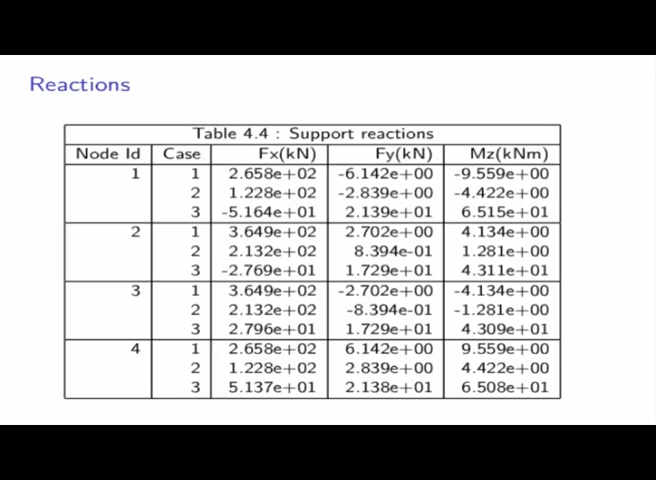 Reactions
Table 4.4 : Support reactions
Node Id Case Fx(kN) Fy(kN) Mz(kNm)
1 1 2.658e+02 -6.142e+00 -9.559e+00
2 1.228e+02 -2.839e+00 -4.422e+00
3 -5.164e+01 2.139e+01 6.515e+01
2 1 3.649e+02 2.702e+00 4.134e+00
2 2.132e+02 8.394e-01 1.281e+00
3 -2.769e+01 1.729e+01 4.311e+01
3 1 3.649e+02 -2.702e+00 -4.134e+00
2 2.132e+02 -8.394e-01 -1.281e+00
3 2.796e+01 1.729e+01 4.309e+01
4 1 2.658e+02 6.142e+00 9.559e+00
2 1.228e+02 2.839e+00 4.422e+00
3 5.137e+01 2.138e+01 6.508e+01